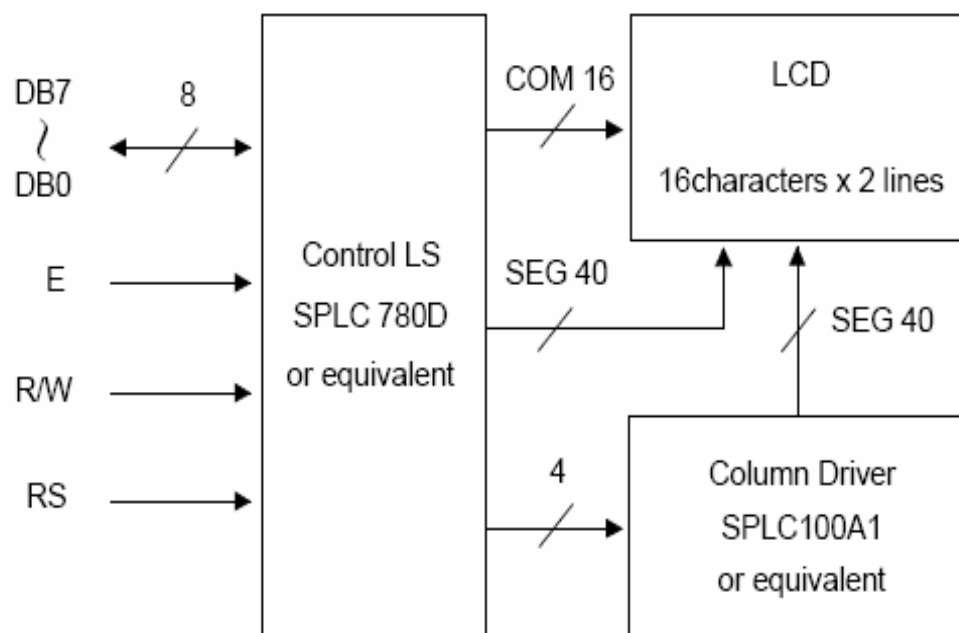 DB7
~
DB0
8
E
R/W
RS
Control LS
SPLC 780D
or equivalent
COM 16
SEG 40
4
LCD
16characters x 2 lines
SEG 40
Column Driver
SPLC100A1
or equivalent